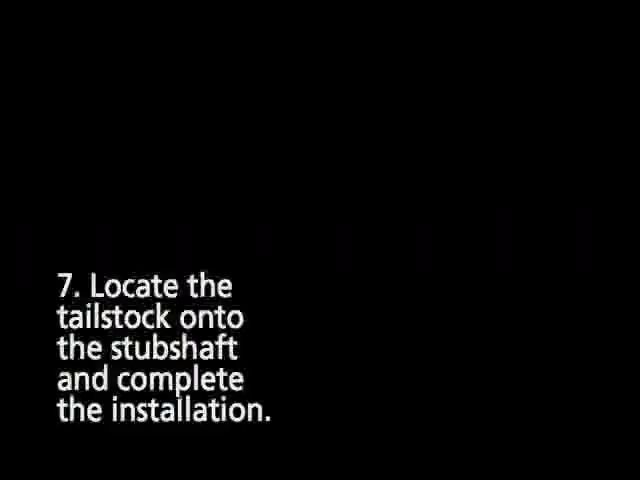 7. Locate the
tailstock onto
the stubshaft
and complete
the installation.